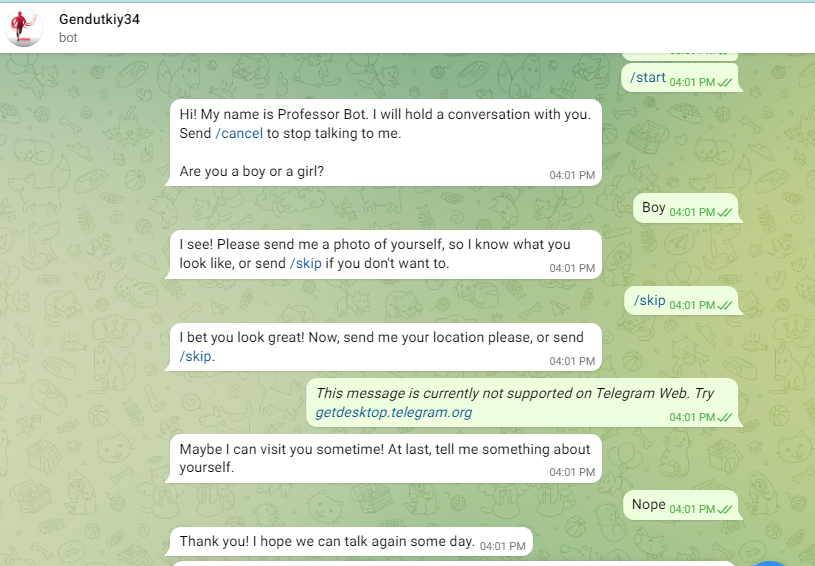 Gendutkiy34
bot
/start 04:01 PM
Hi! My name is Professor Bot. I will hold a conversation with you.
Send /cancel to stop talking to me.
Are you a boy or a girl?
04:01 PM
Boy 04:01 PM
I see! Please send me a photo of yourself, so I know what you
look like, or send /skip if you don't want to.
04:01 PM
/skip 04:01 PM
I bet you look great! Now, send me your location please, or send
/skip.
04:01 PM
This message is currently not supported on Telegram Web. Try
getdesktop.telegram.org
04:01 PM
Maybe I can visit you sometime! At last, tell me something about
yourself.
04:01 PM
Nope 04:01 PM
Thank you! I hope we can talk again some day. 04:01 PM